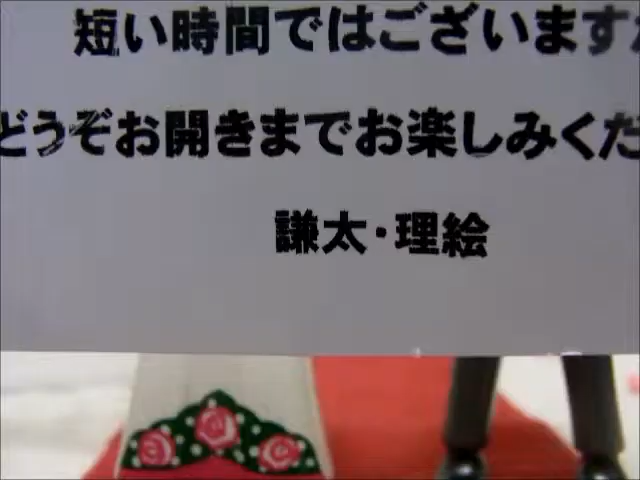 短い時間ではございますが
どうぞお開きまでお楽しみくだ
謙太・理絵